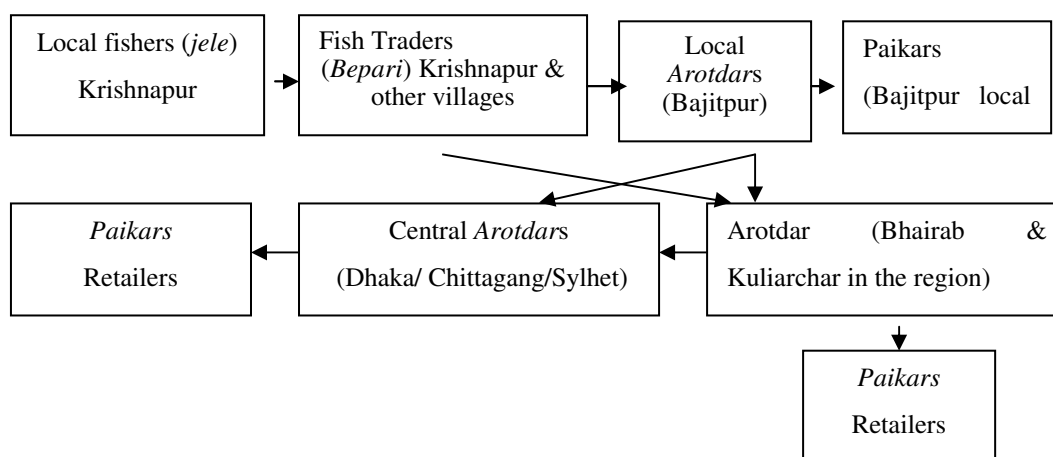 Local fishers (jele)
Krishnapur
Fish Traders
(Bepari) Krishnapur &
other villages
Local
Arotdars
(Bajitpur)
Paikars
(Bajitpur local
Paikars
Retailers
Central Arotdars
(Dhaka/ Chittagang/Sylhet)
Arotdar (Bhairab &
Kuliarchar in the region)
Paikars
Retailers